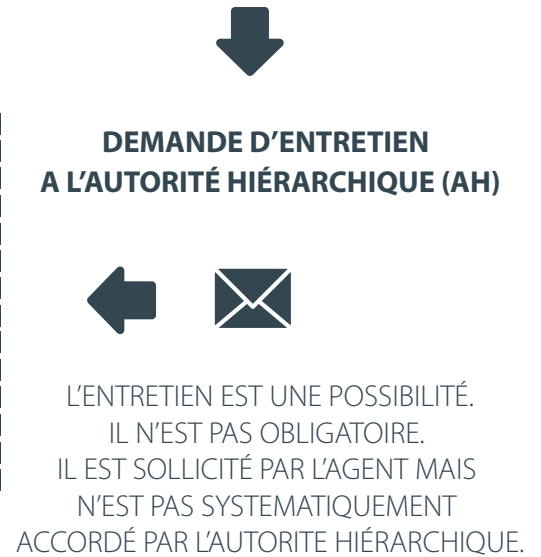 DEMANDE D’ENTRETIEN
A L’AUTORITÉ HIÉRARCHIQUE (AH)
L’ENTRETIEN EST UNE POSSIBILITÉ.
IL N’EST PAS OBLIGATOIRE.
IL EST SOLLICITÉ PAR L’AGENT MAIS
N’EST PAS SYSTEMATIQUEMENT
ACCORDÉ PAR L’AUTORITE HIÉRARCHIQUE.